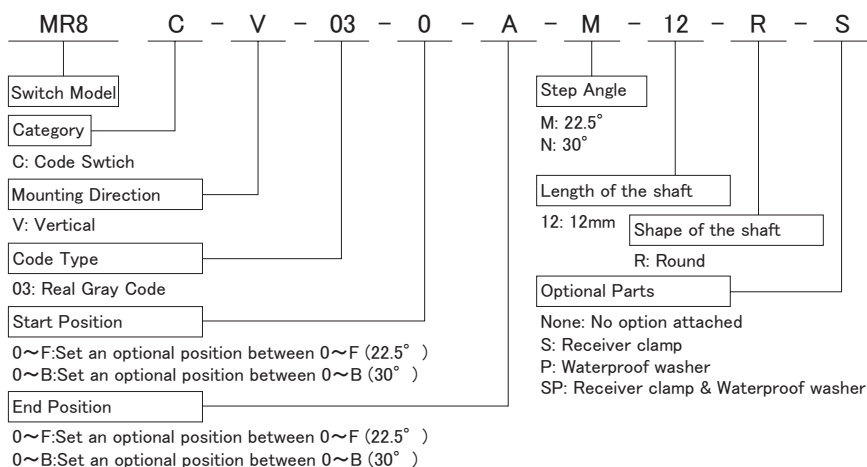 MR8 C - V - 03 - 0 - A - M - 12 - R - S
Switch Model
Category
C: Code Swtich
Mounting Direction
V: Vertical
Code Type
03: Real Gray Code
Start Position
0～F:Set an optional position between 0～F (22.5°)
0～B:Set an optional position between 0～B (30°)
End Position
0～F:Set an optional position between 0～F (22.5°)
0～B:Set an optional position between 0～B (30°)
Step Angle
M: 22.5°
N: 30°
Length of the shaft
12: 12mm
Shape of the shaft
R: Round
Optional Parts
None: No option attached
S: Receiver clamp
P: Waterproof washer
SP: Receiver clamp & Waterproof washer